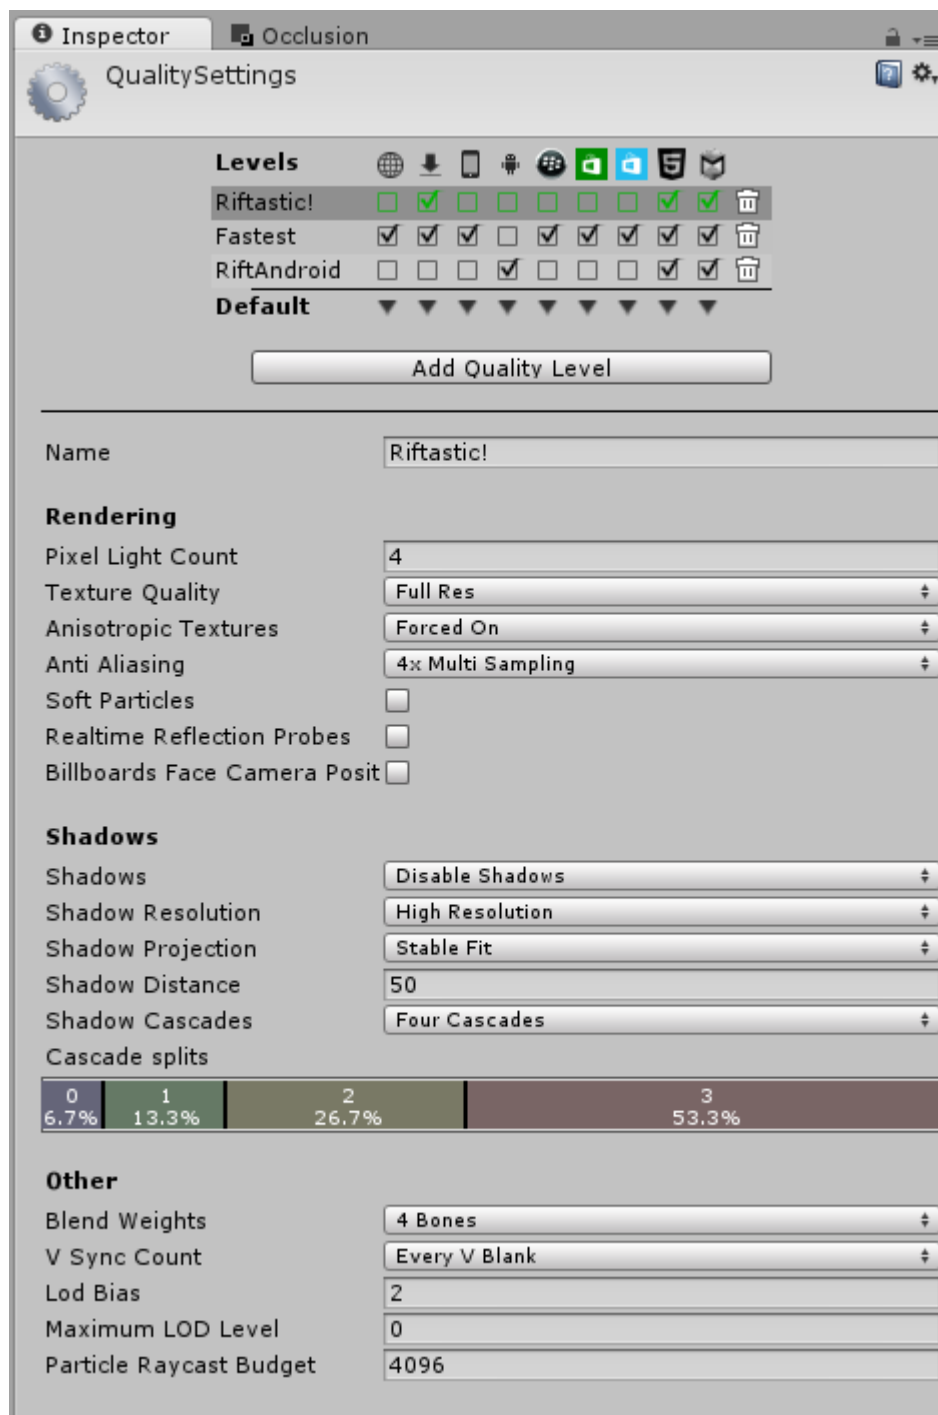 Inspector Occlusion
QualitySettings
Levels
Riftastic!
Fastest
RiftAndroid
Default
Add Quality Level
Name Riftastic!
Rendering
Pixel Light Count 4
Texture Quality Full Res
Anisotropic Textures Forced On
Anti Aliasing 4x Multi Sampling
Soft Particles
Realtime Reflection Probes
Billboards Face Camera Posit
Shadows
Shadows Disable Shadows
Shadow Resolution High Resolution
Shadow Projection Stable Fit
Shadow Distance 50
Shadow Cascades Four Cascades
Cascade splits
0 1 2 3
6.7% 13.3% 26.7% 53.3%
Other
Blend Weights 4 Bones
V Sync Count Every V Blank
Lod Bias 2
Maximum LOD Level 0
Particle Raycast Budget 4096